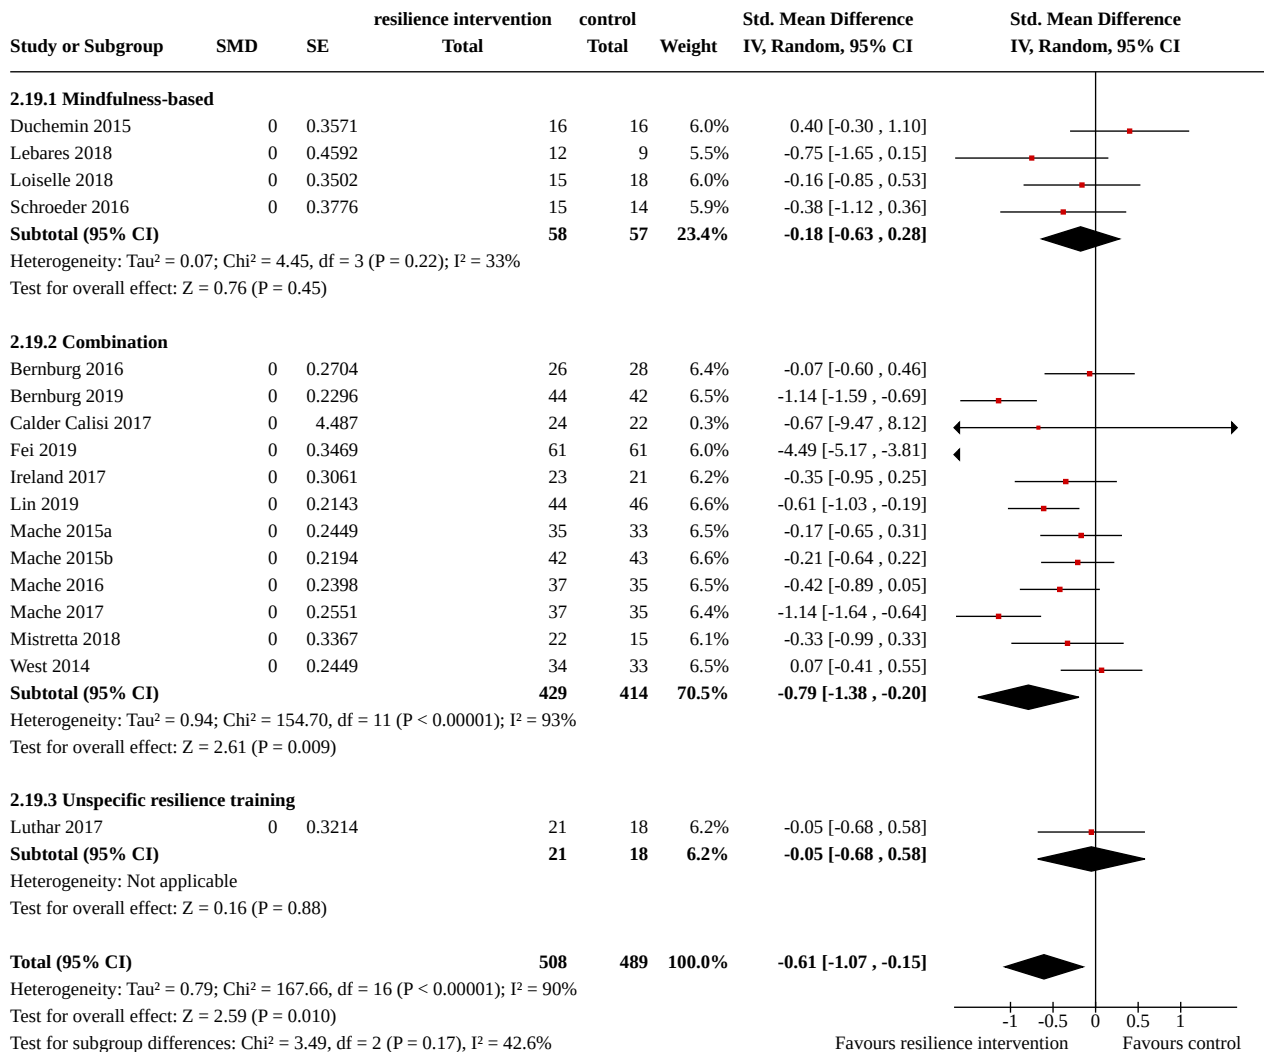 resilience intervention control Std. Mean Difference Std. Mean Difference
Study or Subgroup SMD SE Total Total Weight IV, Random, 95% CI IV, Random, 95% CI
2.19.1 Mindfulness-based
Duchemin 2015 0 0.3571 16 16 6.0% 0.40 [-0.30 , 1.10]
Lebares 2018 0 0.4592 12 9 5.5% -0.75 [-1.65 , 0.15]
Loiselle 2018 0 0.3502 15 18 6.0% -0.16 [-0.85 , 0.53]
Schroeder 2016 0 0.3776 15 14 5.9% -0.38 [-1.12 , 0.36]
Subtotal (95% CI) 58 57 23.4% -0.18 [-0.63 , 0.28]
Heterogeneity: Tau² = 0.07; Chi² = 4.45, df = 3 (P = 0.22); I² = 33%
Test for overall effect: Z = 0.76 (P = 0.45)
2.19.2 Combination
Bernburg 2016 0 0.2704 26 28 6.4% -0.07 [-0.60 , 0.46]
Bernburg 2019 0 0.2296 44 42 6.5% -1.14 [-1.59 , -0.69]
Calder Calisi 2017 0 4.487 24 22 0.3% -0.67 [-9.47 , 8.12]
Fei 2019 0 0.3469 61 61 6.0% -4.49 [-5.17 , -3.81]
Ireland 2017 0 0.3061 23 21 6.2% -0.35 [-0.95 , 0.25]
Lin 2019 0 0.2143 44 46 6.6% -0.61 [-1.03 , -0.19]
Mache 2015a 0 0.2449 35 33 6.5% -0.17 [-0.65 , 0.31]
Mache 2015b 0 0.2194 42 43 6.6% -0.21 [-0.64 , 0.22]
Mache 2016 0 0.2398 37 35 6.5% -0.42 [-0.89 , 0.05]
Mache 2017 0 0.2551 37 35 6.4% -1.14 [-1.64 , -0.64]
Mistretta 2018 0 0.3367 22 15 6.1% -0.33 [-0.99 , 0.33]
West 2014 0 0.2449 34 33 6.5% 0.07 [-0.41 , 0.55]
Subtotal (95% CI) 429 414 70.5% -0.79 [-1.38 , -0.20]
Heterogeneity: Tau² = 0.94; Chi² = 154.70, df = 11 (P < 0.00001); I² = 93%
Test for overall effect: Z = 2.61 (P = 0.009)
2.19.3 Unspecific resilience training
Luthar 2017 0 0.3214 21 18 6.2% -0.05 [-0.68 , 0.58]
Subtotal (95% CI) 21 18 6.2% -0.05 [-0.68 , 0.58]
Heterogeneity: Not applicable
Test for overall effect: Z = 0.16 (P = 0.88)
Total (95% CI) 508 489 100.0% -0.61 [-1.07 , -0.15]
Heterogeneity: Tau² = 0.79; Chi² = 167.66, df = 16 (P < 0.00001); I² = 90%
Test for overall effect: Z = 2.59 (P = 0.010) -1 -0.5 0 0.5 1
Test for subgroup differences: Chi² = 3.49, df = 2 (P = 0.17), I² = 42.6% Favours resilience intervention Favours control